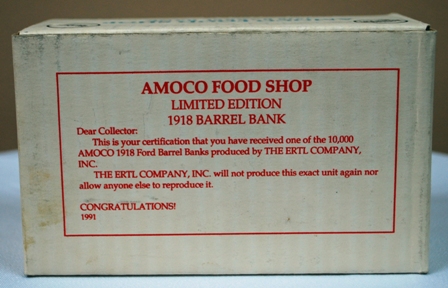 AMOCO FOOD SHOP
LIMITED EDITION
1918 BARREL BANK
Dear Collector:
This is your certification that you have received one of the 10,000
AMOCO 1918 Ford Barrel Banks produced by THE ERTL COMPANY,
INC.
THE ERTL COMPANY, INC. will not produce this exact unit again nor
allow anyone else to reproduce it.
CONGRATULATIONS!
1991